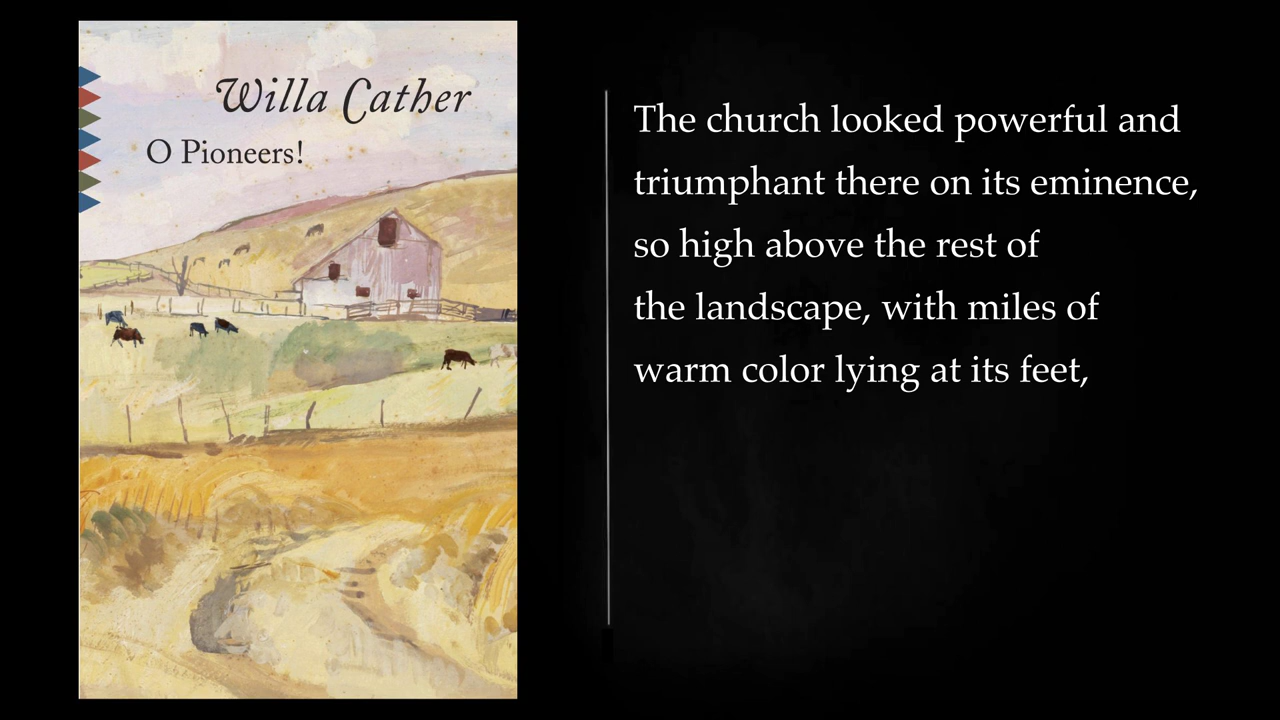 Willa Cather
O Pioneers!
The church looked powerful and
triumphant there on its eminence,
so high above the rest of
the landscape, with miles of
warm color lying at its feet,